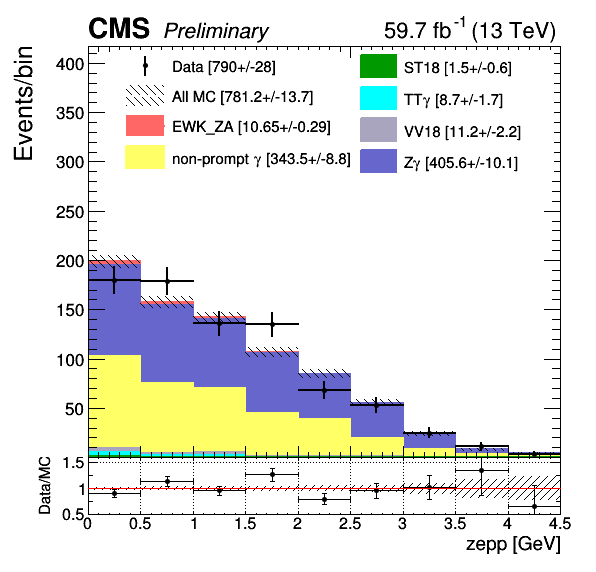 CMS Preliminary 59.7 fb⁻¹ (13 TeV)
Events/bin
Data [790+/-28]
All MC [781.2+/-13.7]
EWK_ZA [10.65+/-0.29]
non-prompt γ [343.5+/-8.8]
ST18 [1.5+/-0.6]
TTγ [8.7+/-1.7]
VV18 [11.2+/-2.2]
Zγ [405.6+/-10.1]
400
350
300
250
200
150
100
50
Data/MC
1.5
1
0.5
0 0.5 1 1.5 2 2.5 3 3.5 4 4.5
zepp [GeV]